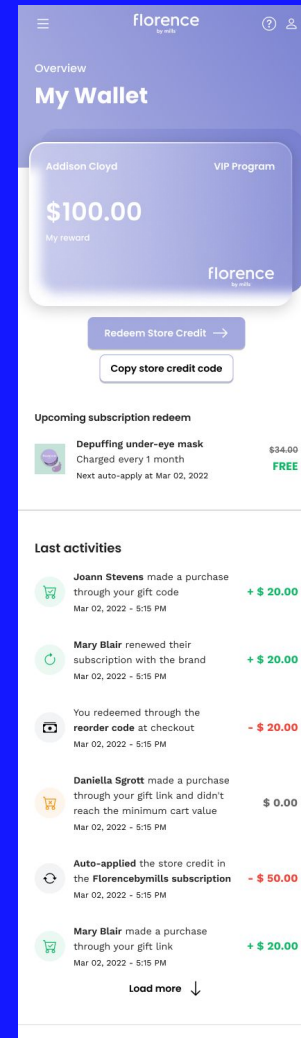 florence
by mills
Overview
My Wallet
Addison Cloyd VIP Program
$100.00
My reward
florence
by mills
Redeem Store Credit →
Copy store credit code
Upcoming subscription redeem
Depuffing under-eye mask
Charged every 1 month
Next auto-apply at Mar 02, 2022
$34.00
FREE
Last activities
Joann Stevens made a purchase
through your gift code
Mar 02, 2022 - 5:15 PM
+ $ 20.00
Mary Blair renewed their
subscription with the brand
Mar 02, 2022 - 5:15 PM
+ $ 20.00
You redeemed through the
reorder code at checkout
Mar 02, 2022 - 5:15 PM
- $ 20.00
Daniella Sgrott made a purchase
through your gift link and didn't
reach the minimum cart value
Mar 02, 2022 - 5:15 PM
$ 0.00
Auto-applied the store credit in
the Florencebymills subscription
Mar 02, 2022 - 5:15 PM
- $ 50.00
Mary Blair made a purchase
through your gift link
Mar 02, 2022 - 5:15 PM
+ $ 20.00
Load more ↓